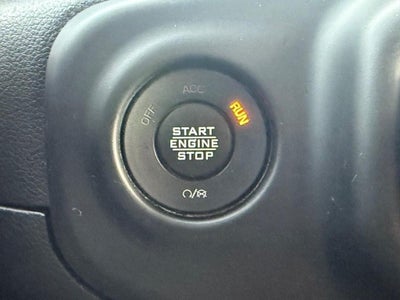 OFF
ACC
RUN
START
ENGINE
STOP